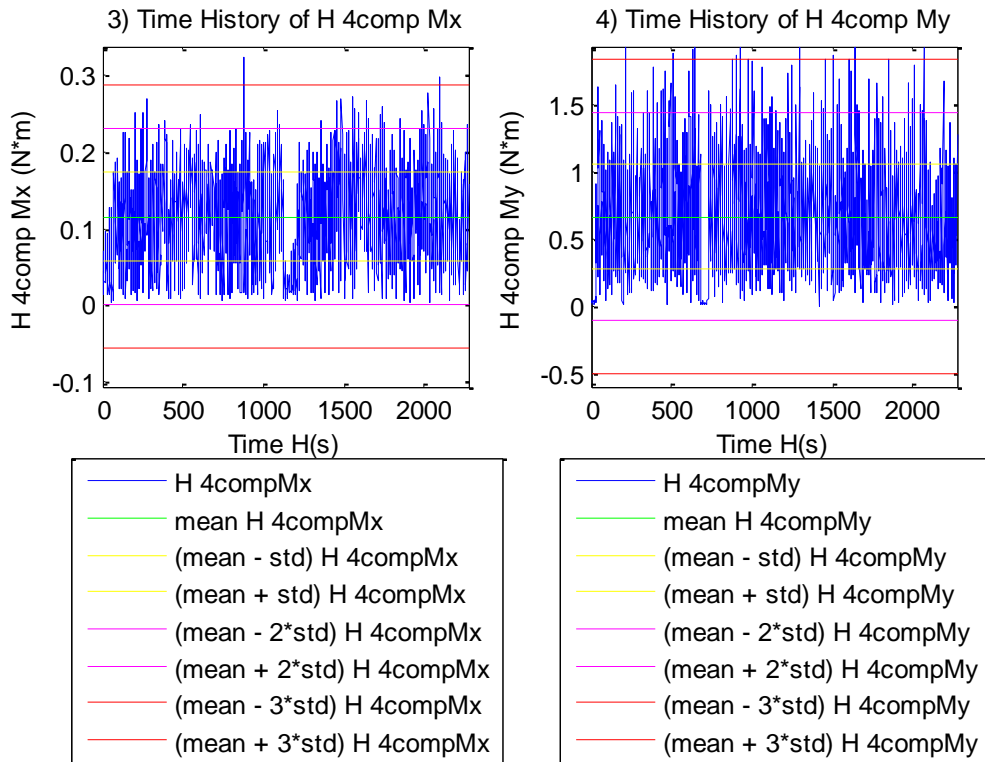 3) Time History of H 4comp Mx
H 4comp Mx (N*m)
0.3
0.2
0.1
0
-0.1
0 500 1000 1500 2000
Time H(s)
H 4compMx
mean H 4compMx
(mean - std) H 4compMx
(mean + std) H 4compMx
(mean - 2*std) H 4compMx
(mean + 2*std) H 4compMx
(mean - 3*std) H 4compMx
(mean + 3*std) H 4compMx
4) Time History of H 4comp My
H 4comp My (N*m)
1.5
1
0.5
0
-0.5
0 500 1000 1500 2000
Time H(s)
H 4compMy
mean H 4compMy
(mean - std) H 4compMy
(mean + std) H 4compMy
(mean - 2*std) H 4compMy
(mean + 2*std) H 4compMy
(mean - 3*std) H 4compMy
(mean + 3*std) H 4compMy